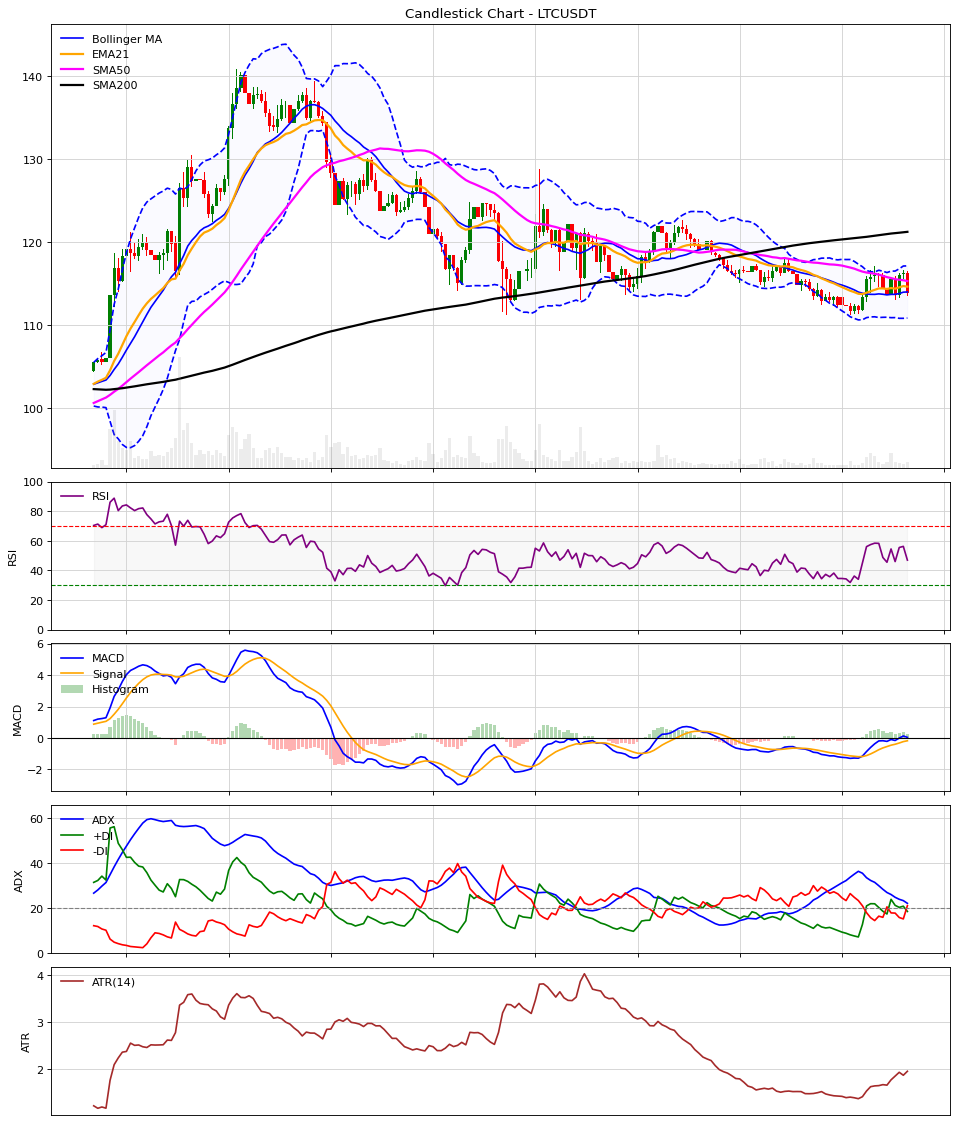 Candlestick Chart - LTCUSDT
Bollinger MA
EMA21
SMA50
SMA200
140
130
120
110
100
RSI
100
80
60
40
20
0
RSI
MACD
Signal
Histogram
6
4
2
0
−2
MACD
ADX
+DI
-DI
60
40
20
0
ADX
ATR(14)
4
3
2
ATR